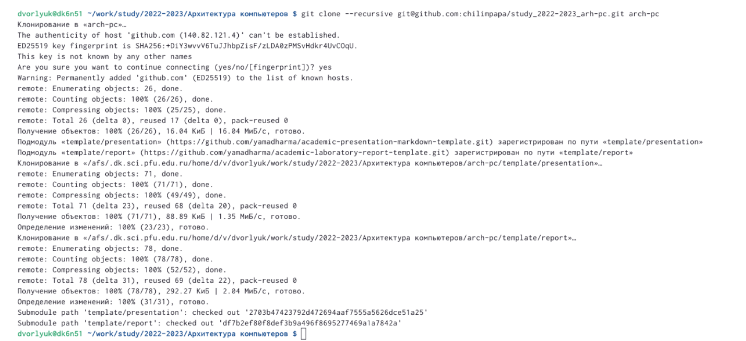 dvorlyuk@dk6n51 ~/work/study/2022-2023/Архитектура компьютеров $ git clone --recursive git@github.com:chilimpapa/study_2022-2023_arh-pc.git arch-pc
Клонирование в «arch-pc»…
The authenticity of host 'github.com (140.82.121.4)' can't be established.
ED25519 key fingerprint is SHA256:+DiY3wvvV6TuJJhbpZisF/zLDA0zPMSvHdkr4UvCOqU.
This key is not known by any other names
Are you sure you want to continue connecting (yes/no/[fingerprint])? yes
Warning: Permanently added 'github.com' (ED25519) to the list of known hosts.
remote: Enumerating objects: 26, done.
remote: Counting objects: 100% (26/26), done.
remote: Compressing objects: 100% (25/25), done.
remote: Total 26 (delta 0), reused 17 (delta 0), pack-reused 0
Получение объектов: 100% (26/26), 16.04 КиБ | 16.04 МиБ/с, готово.
Подмодуль «template/presentation» (https://github.com/yamadharma/academic-presentation-markdown-template.git) зарегистрирован по пути «template/presentation»
Подмодуль «template/report» (https://github.com/yamadharma/academic-laboratory-report-template.git) зарегистрирован по пути «template/report»
Клонирование в «/afs/.dk.sci.pfu.edu.ru/home/d/v/dvorlyuk/work/study/2022-2023/Архитектура компьютеров/arch-pc/template/presentation»…
remote: Enumerating objects: 71, done.
remote: Counting objects: 100% (71/71), done.
remote: Compressing objects: 100% (49/49), done.
remote: Total 71 (delta 23), reused 68 (delta 20), pack-reused 0
Получение объектов: 100% (71/71), 88.89 КиБ | 1.35 МиБ/с, готово.
Определение изменений: 100% (23/23), готово.
Клонирование в «/afs/.dk.sci.pfu.edu.ru/home/d/v/dvorlyuk/work/study/2022-2023/Архитектура компьютеров/arch-pc/template/report»…
remote: Enumerating objects: 78, done.
remote: Counting objects: 100% (78/78), done.
remote: Compressing objects: 100% (52/52), done.
remote: Total 78 (delta 31), reused 69 (delta 22), pack-reused 0
Получение объектов: 100% (78/78), 292.27 КиБ | 2.04 МиБ/с, готово.
Определение изменений: 100% (31/31), готово.
Submodule path 'template/presentation': checked out '2703b47423792d472694aaf7555a5626dce51a25'
Submodule path 'template/report': checked out 'df7b2ef80f8def3b9a496f8695277469a1a7842a'
dvorlyuk@dk6n51 ~/work/study/2022-2023/Архитектура компьютеров $